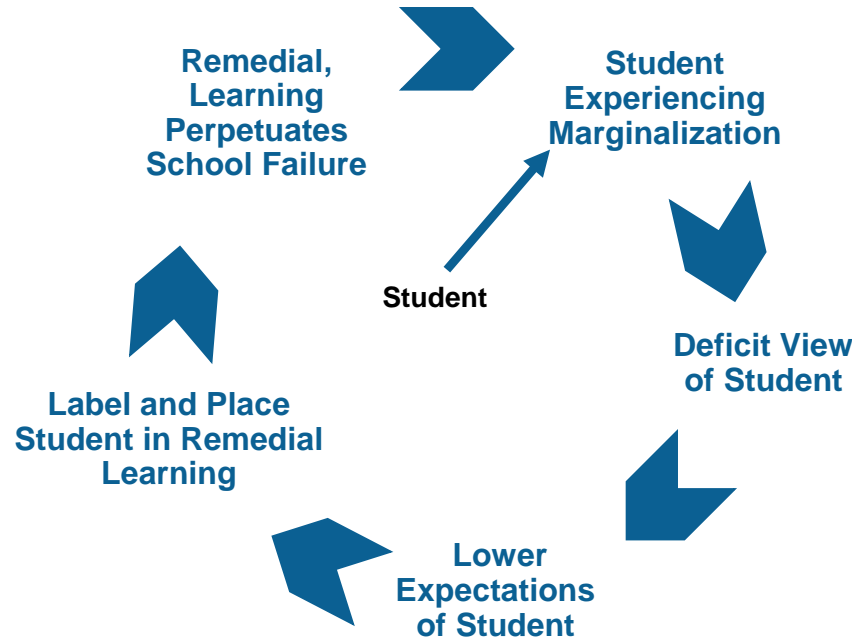 Remedial,
Learning
Perpetuates
School Failure
Student
Experiencing
Marginalization
Student
Deficit View
of Student
Label and Place
Student in Remedial
Learning
Lower
Expectations
of Student